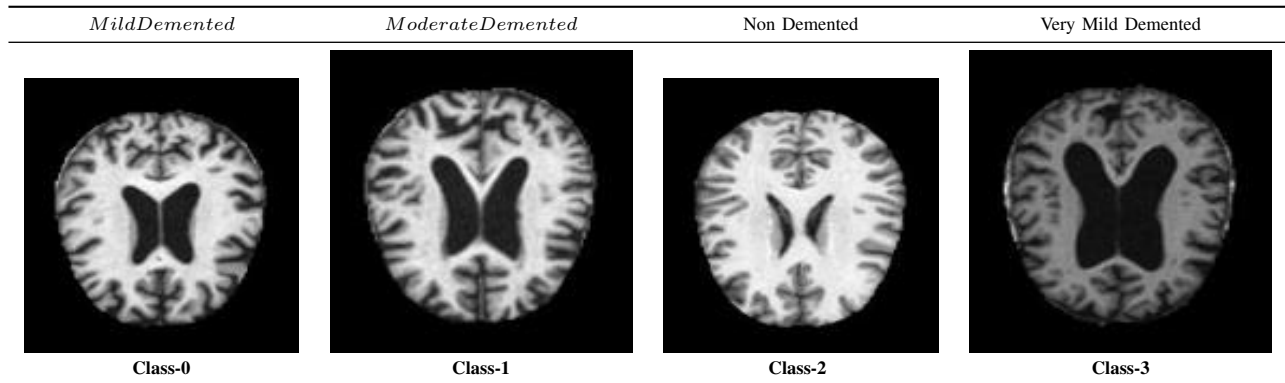 MildDemented ModerateDemented Non Demented Very Mild Demented
Class-0 Class-1 Class-2 Class-3